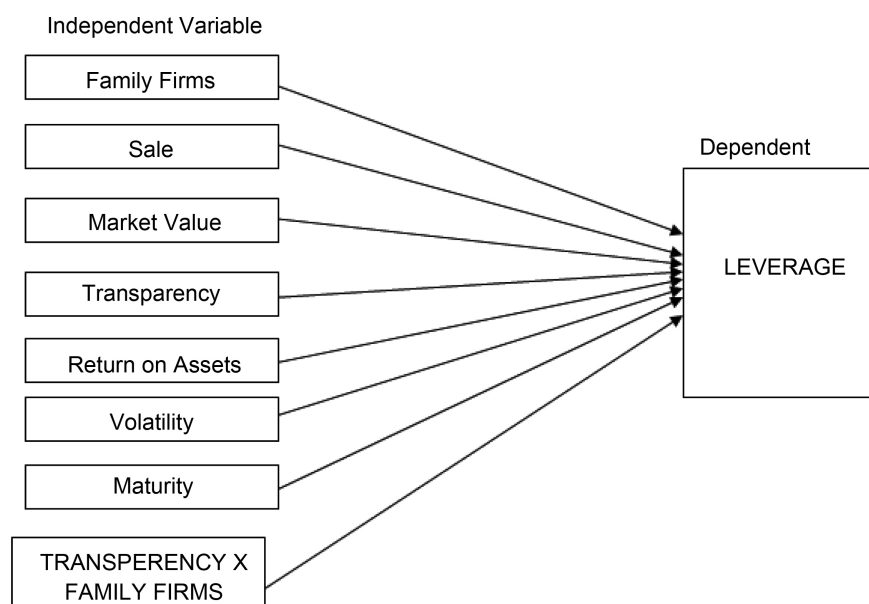 Independent Variable
Family Firms
Sale
Market Value
Transparency
Return on Assets
Volatility
Maturity
TRANSPERENCY X
FAMILY FIRMS
Dependent
LEVERAGE